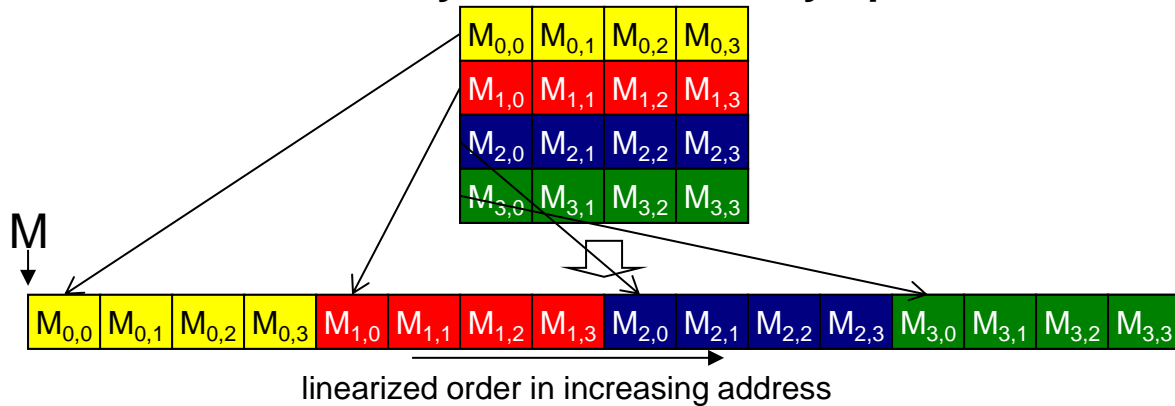 M0,0 M0,1 M0,2 M0,3
M1,0 M1,1 M1,2 M1,3
M2,0 M2,1 M2,2 M2,3
M3,0 M3,1 M3,2 M3,3
M
M0,0 M0,1 M0,2 M0,3 M1,0 M1,1 M1,2 M1,3 M2,0 M2,1 M2,2 M2,3 M3,0 M3,1 M3,2 M3,3
linearized order in increasing address